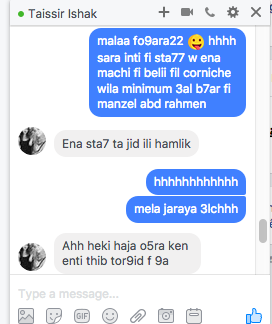 Taissir Ishak
malaa fo9ara22 😛 hhhh
sara inti fi sta77 w ena
machi fi belii fil corniche
wila minimum 3al b7ar fi
manzel abd rahmen
Ena sta7 ta jid ili hamlik
hhhhhhhhhhhh
mela jaraya 3lchhh
Ahh heki haja o5ra ken
enti thib tor9id f 9a
Type a message...
GIF